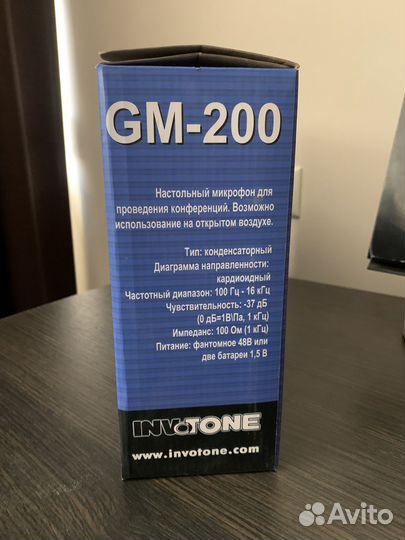 GM-200
Настольный микрофон для
проведения конференций. Возможно
использование на открытом воздухе.
Тип: конденсаторный
Диаграмма направленности:
кардиоидный
Частотный диапазон: 100 Гц - 16 кГц
Чувствительность: -37 дБ
(0 дБ=1В\Па, 1 кГц)
Импеданс: 100 Ом (1 кГц)
Питание: фантомное 48В или
две батареи 1,5 В
INVOTONE
www.invotone.com
Avito